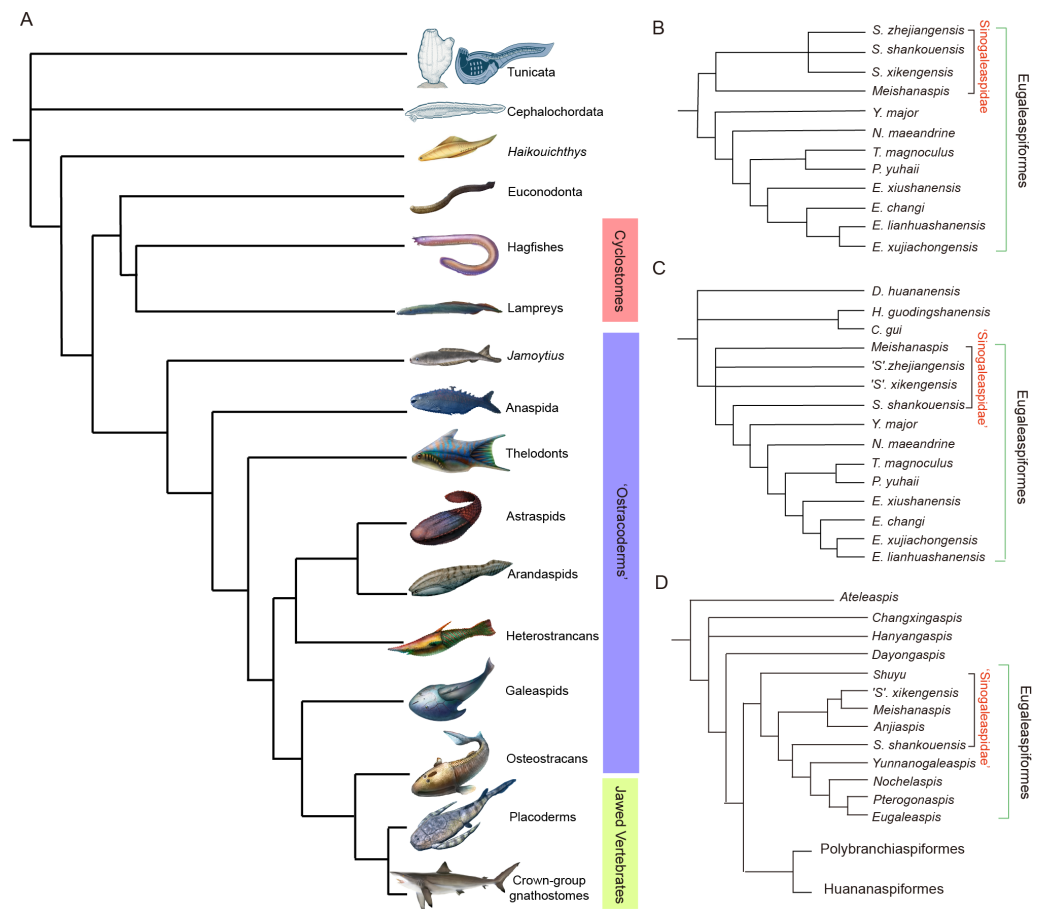 A
Tunicata
Cephalochordata
Haikouichthys
Euconodonta
Hagfishes
Lampreys
Cyclostomes
Jamoytius
Anaspida
Thelodonts
Astraspids
Arandaspids
Heterostrancans
Galeaspids
Osteostracans
'Ostracoderms'
Placoderms
Crown-group
gnathostomes
Jawed Vertebrates
B
S. zhejiangensis
S. shankouensis
S. xikengensis
Meishanaspis
Y. major
N. maeandrine
T. magnoculus
P. yuhaii
E. xiushanensis
E. changi
E. lianhuashanensis
E. xujiachongensis
Sinogaleaspidae
Eugaleaspiformes
C
D. huananensis
H. guodingshanensis
C. gui
Meishanaspis
'S'.zhejiangensis
'S'. xikengensis
S. shankouensis
Y. major
N. maeandrine
T. magnoculus
P. yuhaii
E. xiushanensis
E. changi
E. xujiachongensis
E. lianhuashanensis
'Sinogaleaspidae'
Eugaleaspiformes
D
Ateleaspis
Changxingaspis
Hanyangaspis
Dayongaspis
Shuyu
'S'. xikengensis
Meishanaspis
Anjiaspis
S. shankouensis
Yunnanogaleaspis
Nochelaspis
Pterogonaspis
Eugaleaspis
'Sinogaleaspidae'
Eugaleaspiformes
Polybranchiaspiformes
Huananaspiformes